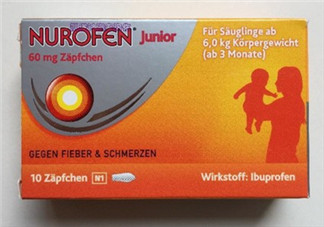 NUROFEN® Junior
60 mg Zäpfchen
Für Säuglinge ab
6,0 kg Körpergewicht
(ab 3 Monate)
GEGEN FIEBER & SCHMERZEN
10 Zäpfchen N1
Wirkstoff: Ibuprofen